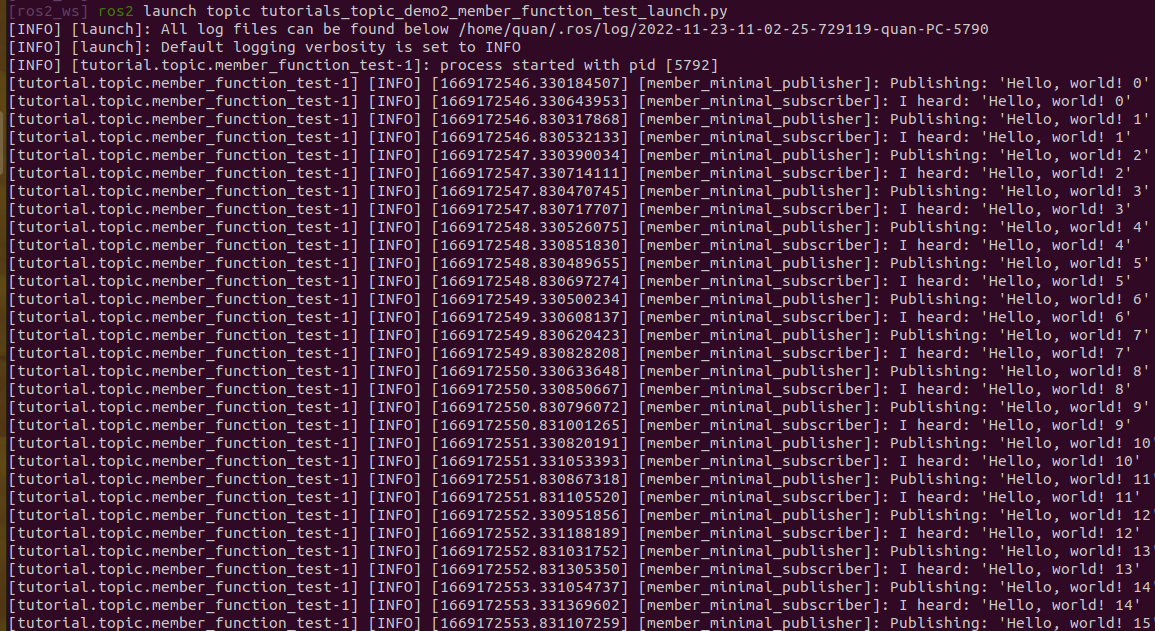 [ros2_ws] ros2 launch topic tutorials_topic_demo2_member_function_test_launch.py
[INFO] [launch]: All log files can be found below /home/quan/.ros/log/2022-11-23-11-02-25-729119-quan-PC-5790
[INFO] [launch]: Default logging verbosity is set to INFO
[INFO] [tutorial.topic.member_function_test-1]: process started with pid [5792]
[tutorial.topic.member_function_test-1] [INFO] [1669172546.330184507] [member_minimal_publisher]: Publishing: 'Hello, world! 0'
[tutorial.topic.member_function_test-1] [INFO] [1669172546.330643953] [member_minimal_subscriber]: I heard: 'Hello, world! 0'
[tutorial.topic.member_function_test-1] [INFO] [1669172546.830317868] [member_minimal_publisher]: Publishing: 'Hello, world! 1'
[tutorial.topic.member_function_test-1] [INFO] [1669172546.830532133] [member_minimal_subscriber]: I heard: 'Hello, world! 1'
[tutorial.topic.member_function_test-1] [INFO] [1669172547.330390034] [member_minimal_publisher]: Publishing: 'Hello, world! 2'
[tutorial.topic.member_function_test-1] [INFO] [1669172547.330714111] [member_minimal_subscriber]: I heard: 'Hello, world! 2'
[tutorial.topic.member_function_test-1] [INFO] [1669172547.830470745] [member_minimal_publisher]: Publishing: 'Hello, world! 3'
[tutorial.topic.member_function_test-1] [INFO] [1669172547.830717707] [member_minimal_subscriber]: I heard: 'Hello, world! 3'
[tutorial.topic.member_function_test-1] [INFO] [1669172548.330526075] [member_minimal_publisher]: Publishing: 'Hello, world! 4'
[tutorial.topic.member_function_test-1] [INFO] [1669172548.330851830] [member_minimal_subscriber]: I heard: 'Hello, world! 4'
[tutorial.topic.member_function_test-1] [INFO] [1669172548.830489655] [member_minimal_publisher]: Publishing: 'Hello, world! 5'
[tutorial.topic.member_function_test-1] [INFO] [1669172548.830697274] [member_minimal_subscriber]: I heard: 'Hello, world! 5'
[tutorial.topic.member_function_test-1] [INFO] [1669172549.330500234] [member_minimal_publisher]: Publishing: 'Hello, world! 6'
[tutorial.topic.member_function_test-1] [INFO] [1669172549.330608137] [member_minimal_subscriber]: I heard: 'Hello, world! 6'
[tutorial.topic.member_function_test-1] [INFO] [1669172549.830620423] [member_minimal_publisher]: Publishing: 'Hello, world! 7'
[tutorial.topic.member_function_test-1] [INFO] [1669172549.830828208] [member_minimal_subscriber]: I heard: 'Hello, world! 7'
[tutorial.topic.member_function_test-1] [INFO] [1669172550.330633648] [member_minimal_publisher]: Publishing: 'Hello, world! 8'
[tutorial.topic.member_function_test-1] [INFO] [1669172550.330850667] [member_minimal_subscriber]: I heard: 'Hello, world! 8'
[tutorial.topic.member_function_test-1] [INFO] [1669172550.830796072] [member_minimal_publisher]: Publishing: 'Hello, world! 9'
[tutorial.topic.member_function_test-1] [INFO] [1669172550.831001265] [member_minimal_subscriber]: I heard: 'Hello, world! 9'
[tutorial.topic.member_function_test-1] [INFO] [1669172551.330820191] [member_minimal_publisher]: Publishing: 'Hello, world! 10'
[tutorial.topic.member_function_test-1] [INFO] [1669172551.331053393] [member_minimal_subscriber]: I heard: 'Hello, world! 10'
[tutorial.topic.member_function_test-1] [INFO] [1669172551.830867318] [member_minimal_publisher]: Publishing: 'Hello, world! 11'
[tutorial.topic.member_function_test-1] [INFO] [1669172551.831105520] [member_minimal_subscriber]: I heard: 'Hello, world! 11'
[tutorial.topic.member_function_test-1] [INFO] [1669172552.330951856] [member_minimal_publisher]: Publishing: 'Hello, world! 12'
[tutorial.topic.member_function_test-1] [INFO] [1669172552.331188189] [member_minimal_subscriber]: I heard: 'Hello, world! 12'
[tutorial.topic.member_function_test-1] [INFO] [1669172552.831031752] [member_minimal_publisher]: Publishing: 'Hello, world! 13'
[tutorial.topic.member_function_test-1] [INFO] [1669172552.831305350] [member_minimal_subscriber]: I heard: 'Hello, world! 13'
[tutorial.topic.member_function_test-1] [INFO] [1669172553.331054737] [member_minimal_publisher]: Publishing: 'Hello, world! 14'
[tutorial.topic.member_function_test-1] [INFO] [1669172553.331369602] [member_minimal_subscriber]: I heard: 'Hello, world! 14'
[tutorial.topic.member_function_test-1] [INFO] [1669172553.831107259] [member_minimal_publisher]: Publishing: 'Hello, world! 15